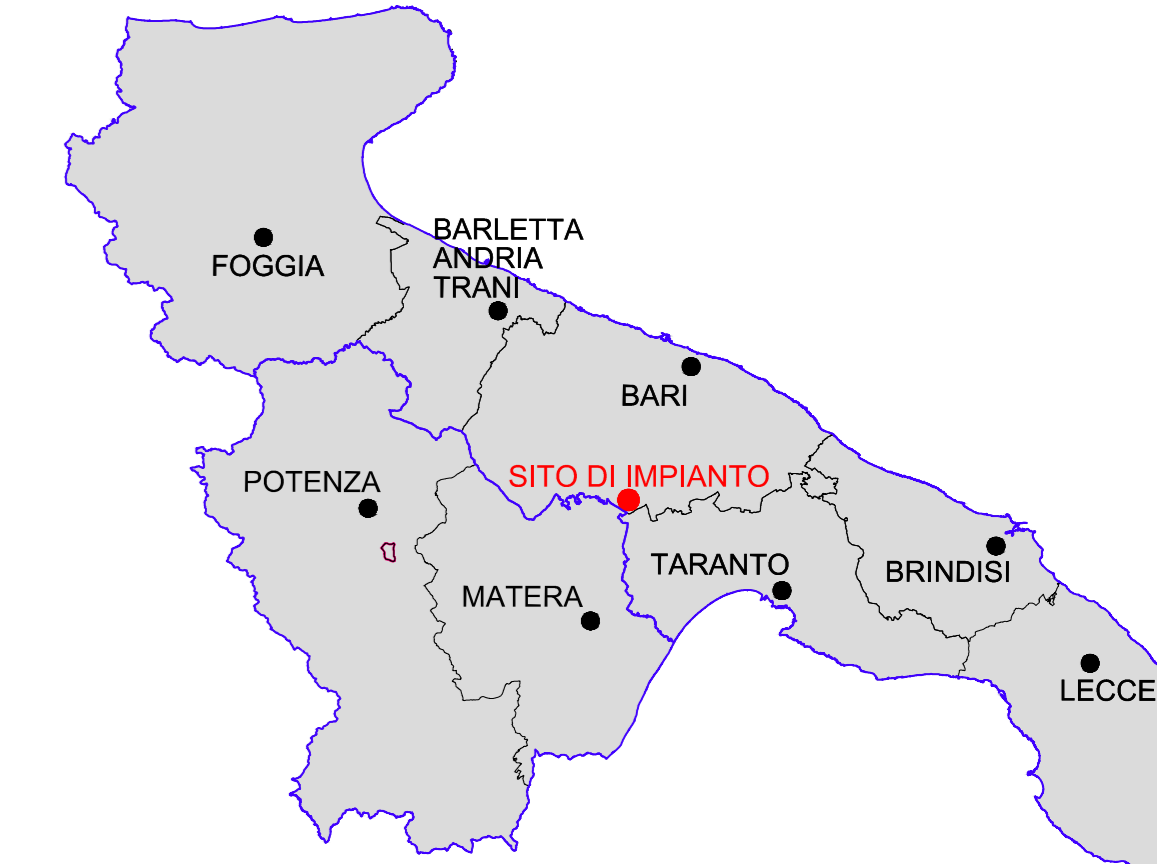 BARLETTA
ANDRIA
TRANI
FOGGIA
BARI
SITO DI IMPIANTO
POTENZA
TARANTO
BRINDISI
MATERA
LECCE